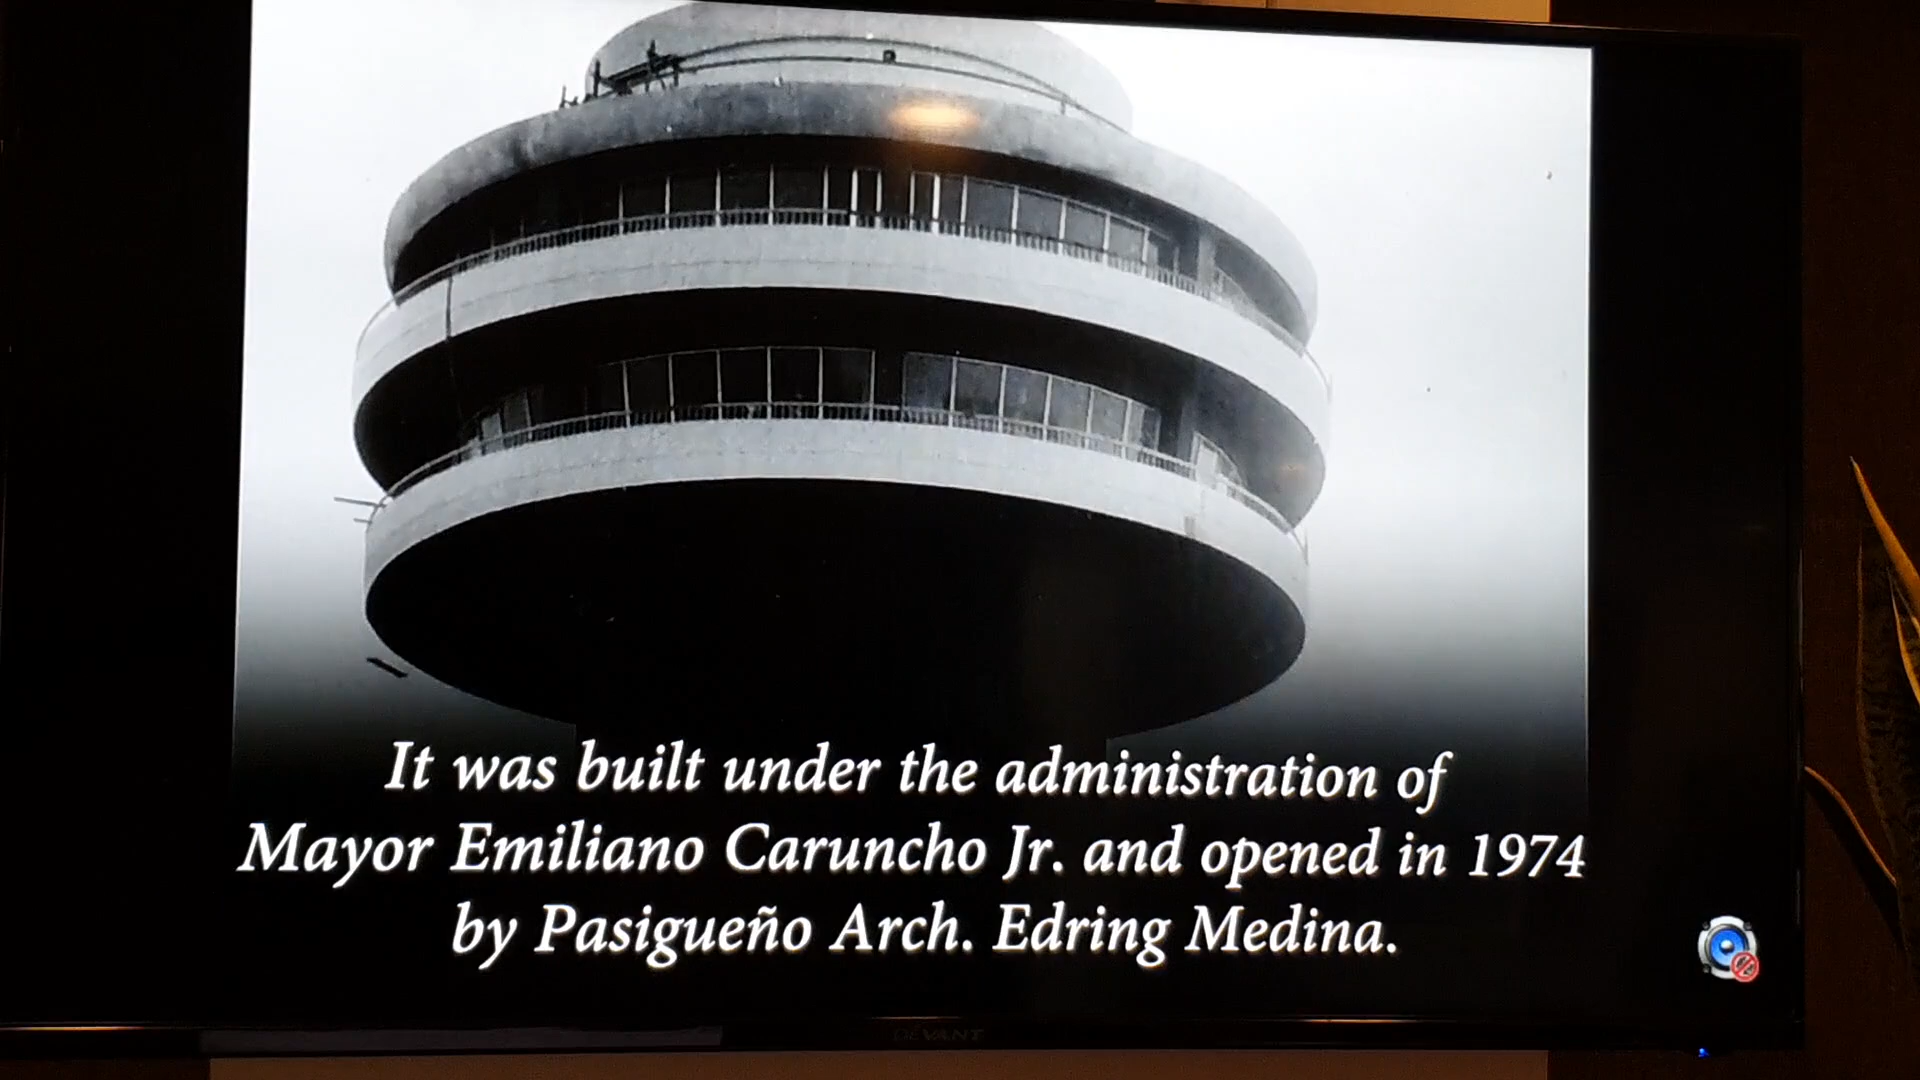 It was built under the administration of
Mayor Emiliano Caruncho Jr. and opened in 1974
by Pasigueño Arch. Edring Medina.
DEVANT